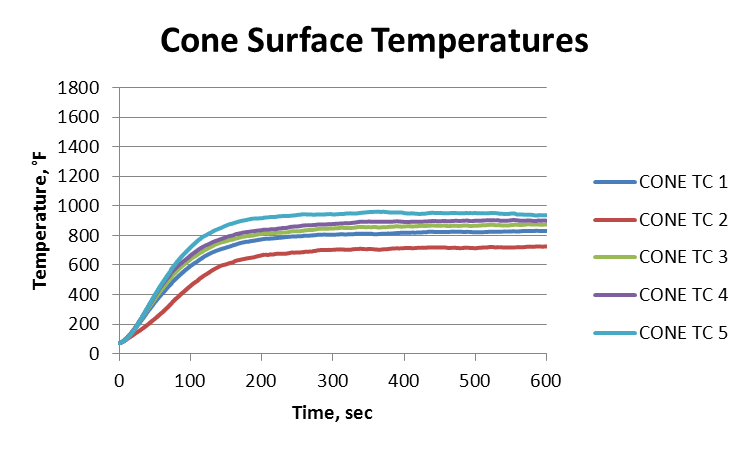 Cone Surface Temperatures
1800
1600
1400
1200
1000
800
600
400
200
0
Temperature, °F
0 100 200 300 400 500 600
Time, sec
CONE TC 1
CONE TC 2
CONE TC 3
CONE TC 4
CONE TC 5